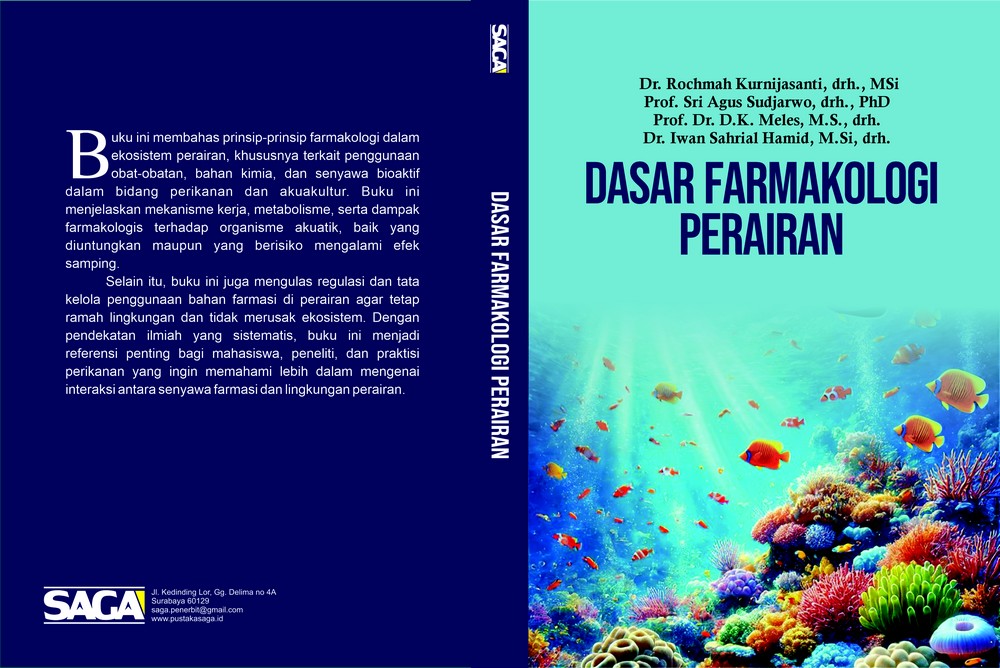 Buku ini membahas prinsip-prinsip farmakologi dalam
ekosistem perairan, khususnya terkait penggunaan
obat-obatan, bahan kimia, dan senyawa bioaktif
dalam bidang perikanan dan akuakultur. Buku ini
menjelaskan mekanisme kerja, metabolisme, serta dampak
farmakologis terhadap organisme akuatik, baik yang
diuntungkan maupun yang berisiko mengalami efek
samping.
Selain itu, buku ini juga mengulas regulasi dan tata
kelola penggunaan bahan farmasi di perairan agar tetap
ramah lingkungan dan tidak merusak ekosistem. Dengan
pendekatan ilmiah yang sistematis, buku ini menjadi
referensi penting bagi mahasiswa, peneliti, dan praktisi
perikanan yang ingin memahami lebih dalam mengenai
interaksi antara senyawa farmasi dan lingkungan perairan.
SAGA
Jl. Kedinding Lor, Gg. Delima no 4A
Surabaya 60129
saga.penerbit@gmail.com
www.pustakasaga.id
SAGA
DASAR FARMAKOLOGI PERAIRAN
Dr. Rochmah Kurnijasanti, drh., MSi
Prof. Sri Agus Sudjarwo, drh., PhD
Prof. Dr. D.K. Meles, M.S., drh.
Dr. Iwan Sahrial Hamid, M.Si, drh.
DASAR FARMAKOLOGI
PERAIRAN